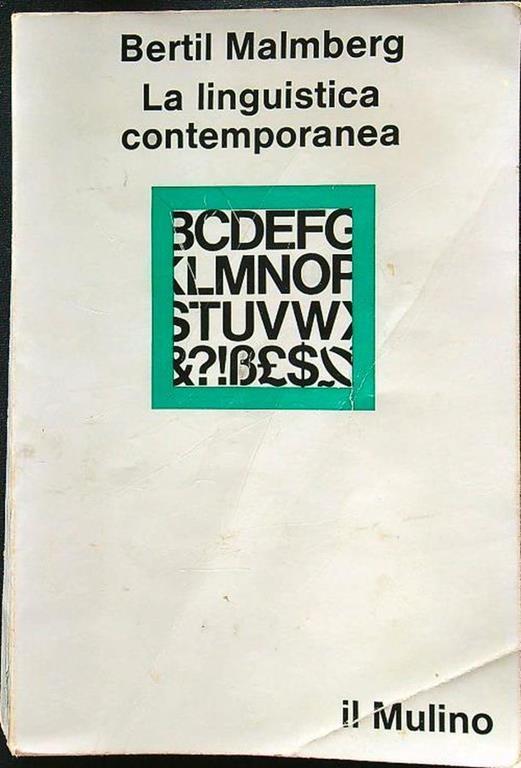 Bertil Malmberg
La linguistica
contemporanea
BCDEFG
KLMNOP
STUVWX
&?!ß£$
il Mulino